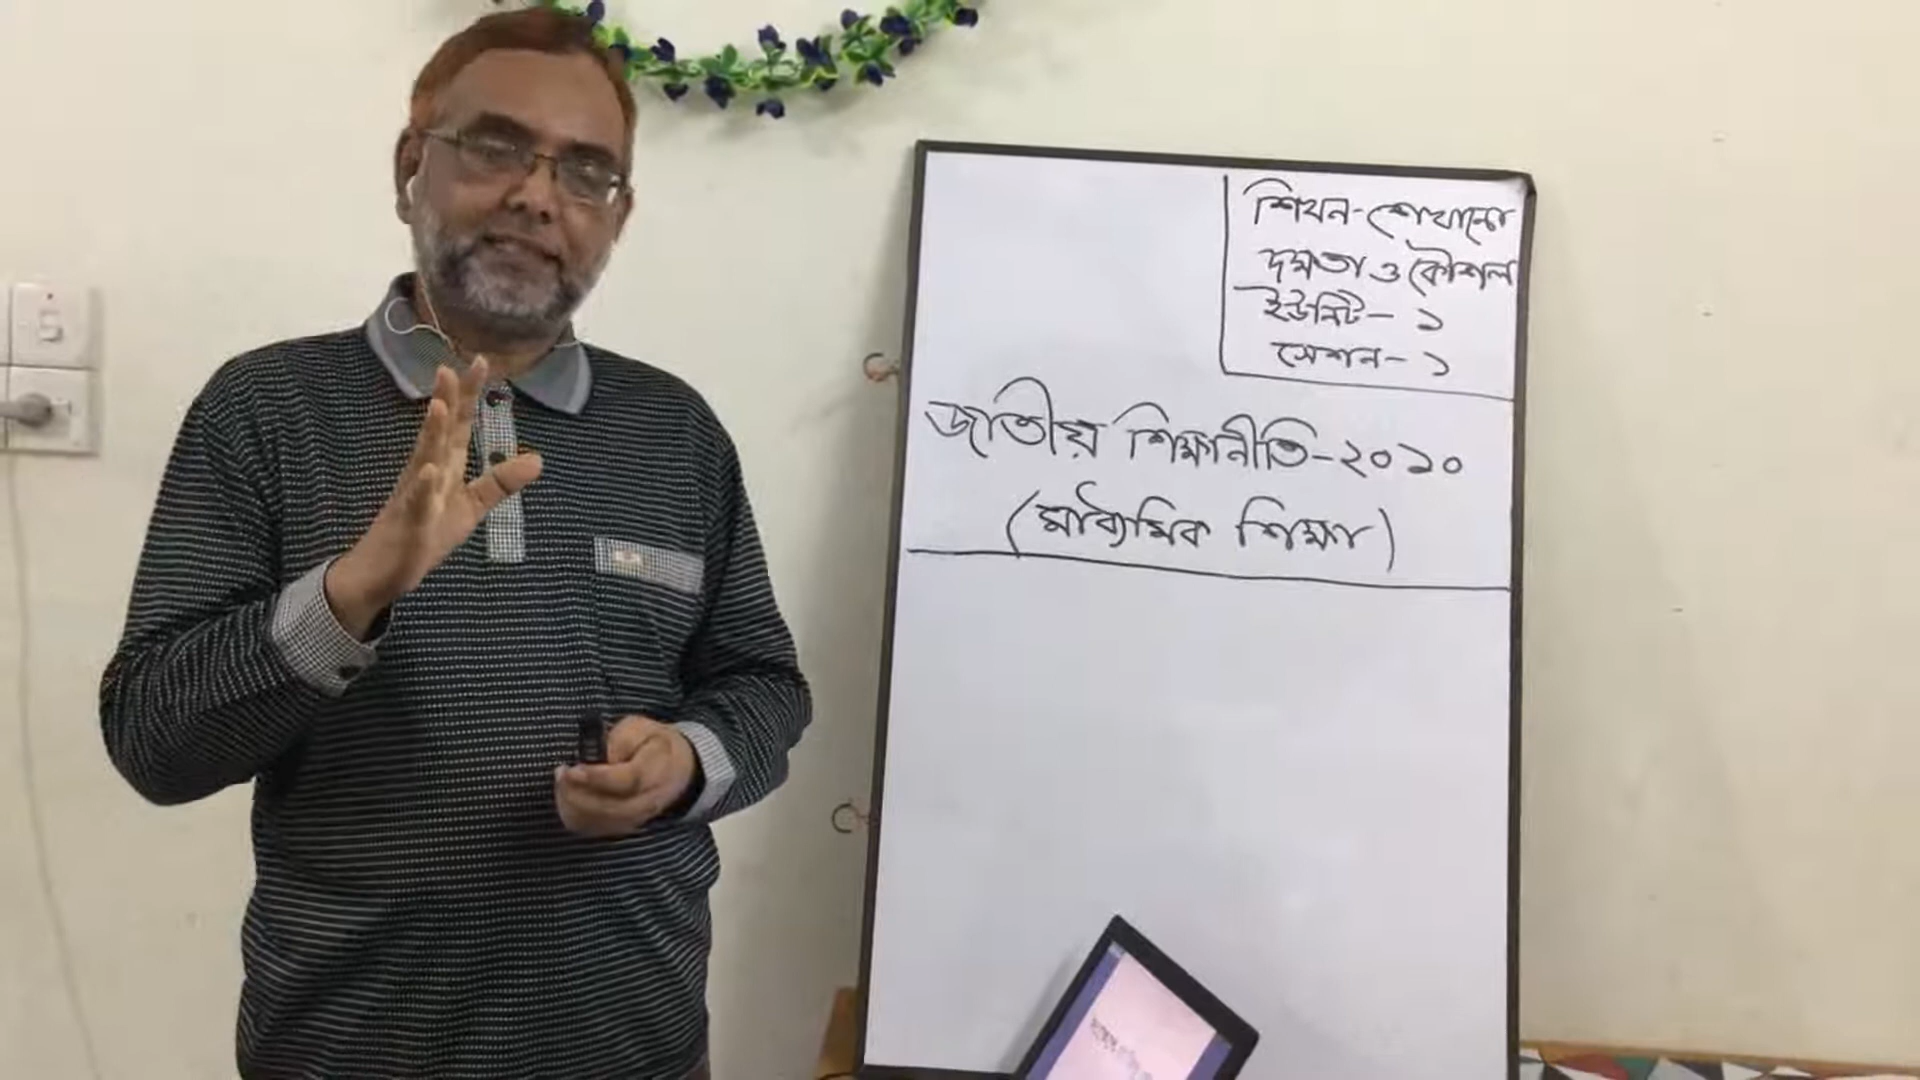 শিখন-শেখানো
দক্ষতা ও কৌশল
ইউনিট- ১
সেশন- ১
জাতীয় শিক্ষানীতি-২০১০
(মাধ্যমিক শিক্ষা)